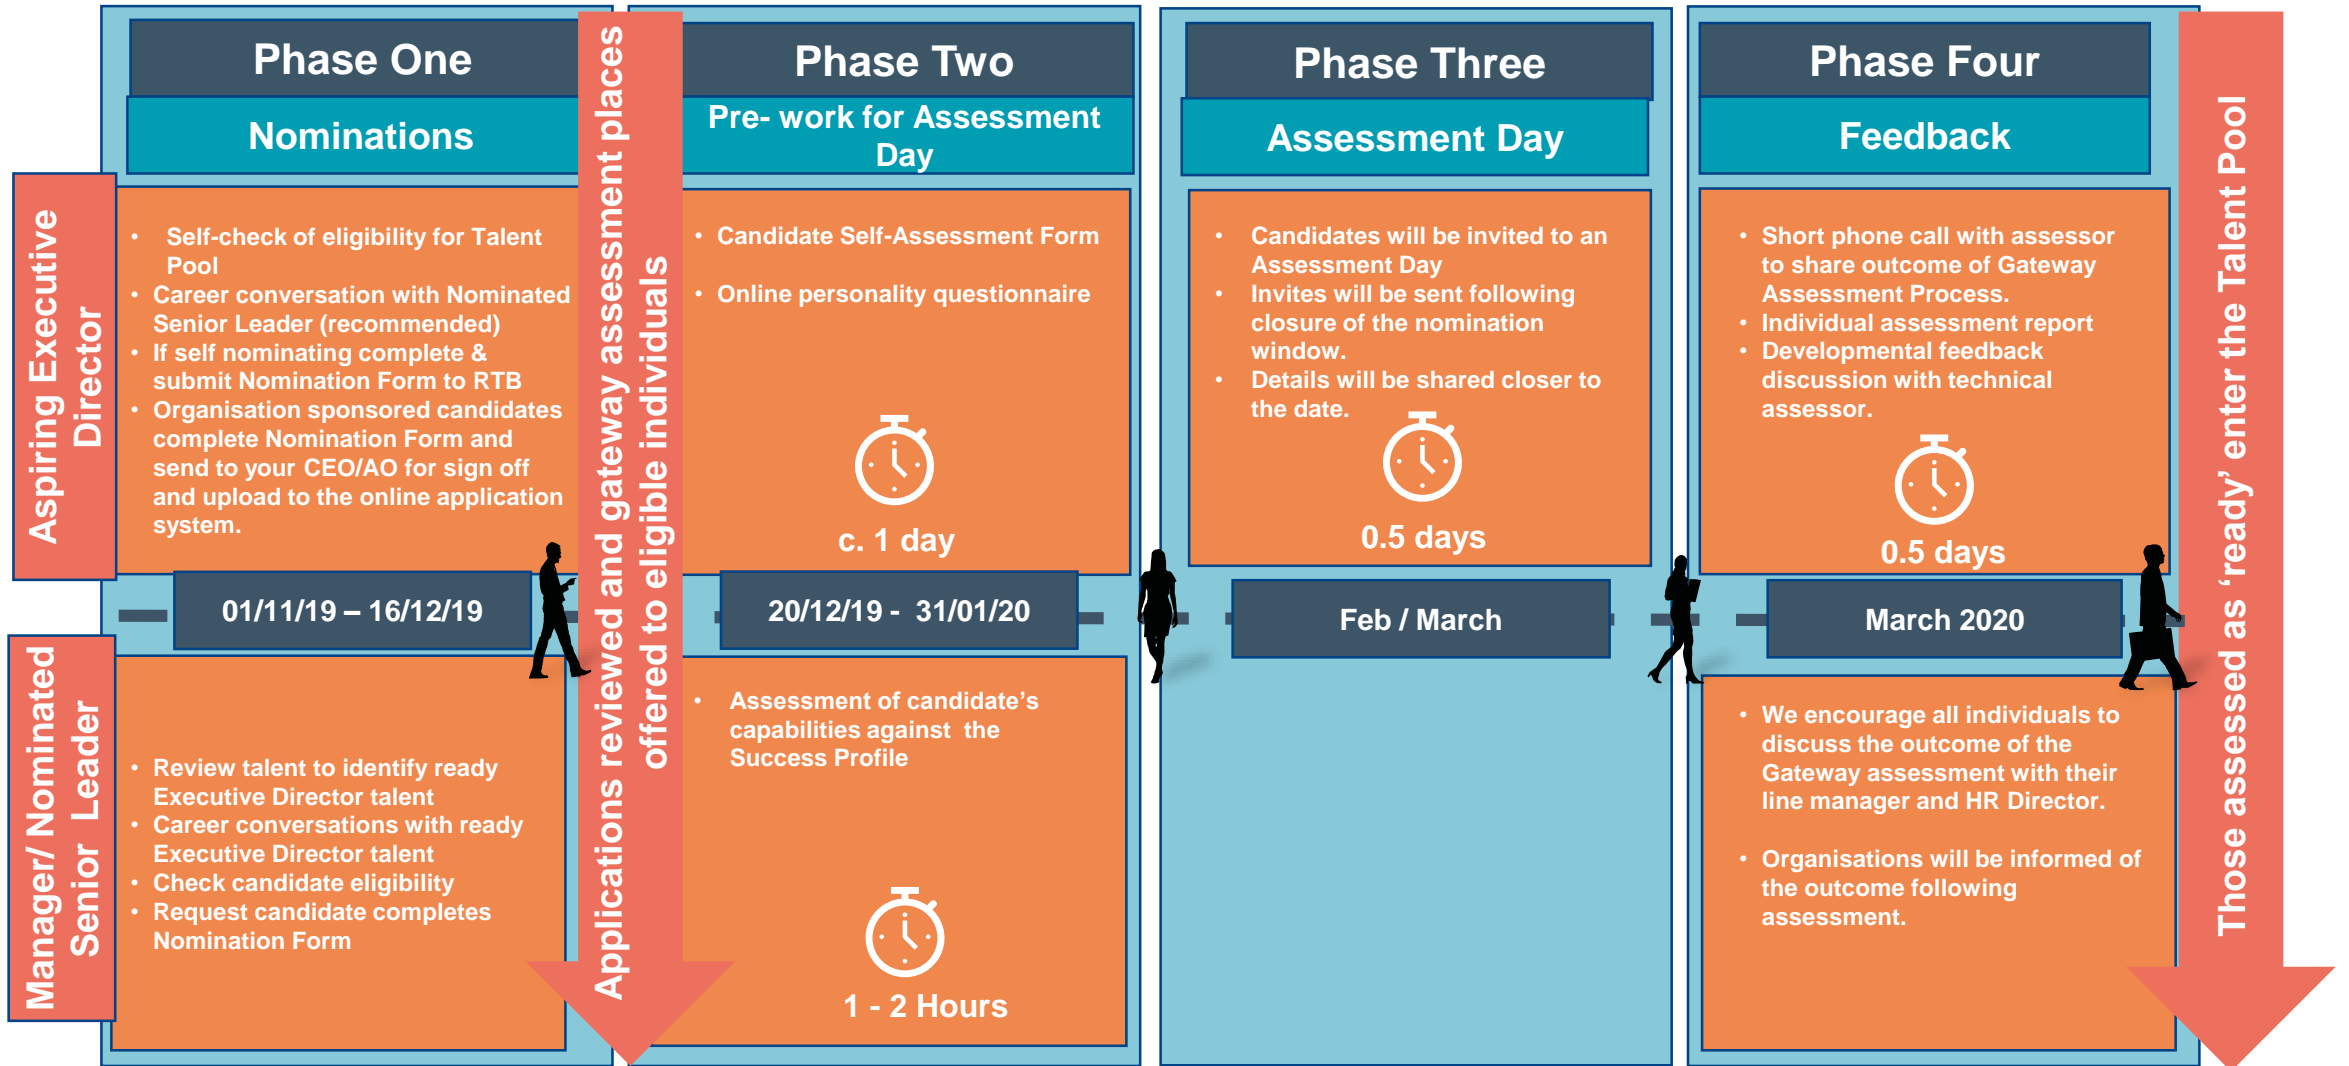 Phase One
Nominations
Aspiring Executive
Director
• Self-check of eligibility for Talent
Pool
• Career conversation with Nominated
Senior Leader (recommended)
• If self nominating complete &
submit Nomination Form to RTB
• Organisation sponsored candidates
complete Nomination Form and
send to your CEO/AO for sign off
and upload to the online application
system.
01/11/19 – 16/12/19
Manager/ Nominated
Senior Leader
• Review talent to identify ready
Executive Director talent
• Career conversations with ready
Executive Director talent
• Check candidate eligibility
• Request candidate completes
Nomination Form
Applications reviewed and gateway assessment places
offered to eligible individuals
Phase Two
Pre- work for Assessment
Day
• Candidate Self-Assessment Form
• Online personality questionnaire
c. 1 day
20/12/19 - 31/01/20
• Assessment of candidate’s
capabilities against the
Success Profile
1 - 2 Hours
Phase Three
Assessment Day
• Candidates will be invited to an
Assessment Day
• Invites will be sent following
closure of the nomination
window.
• Details will be shared closer to
the date.
0.5 days
Feb / March
Phase Four
Feedback
• Short phone call with assessor
to share outcome of Gateway
Assessment Process.
• Individual assessment report
• Developmental feedback
discussion with technical
assessor.
0.5 days
March 2020
• We encourage all individuals to
discuss the outcome of the
Gateway assessment with their
line manager and HR Director.
• Organisations will be informed of
the outcome following
assessment.
Those assessed as ‘ready’ enter the Talent Pool